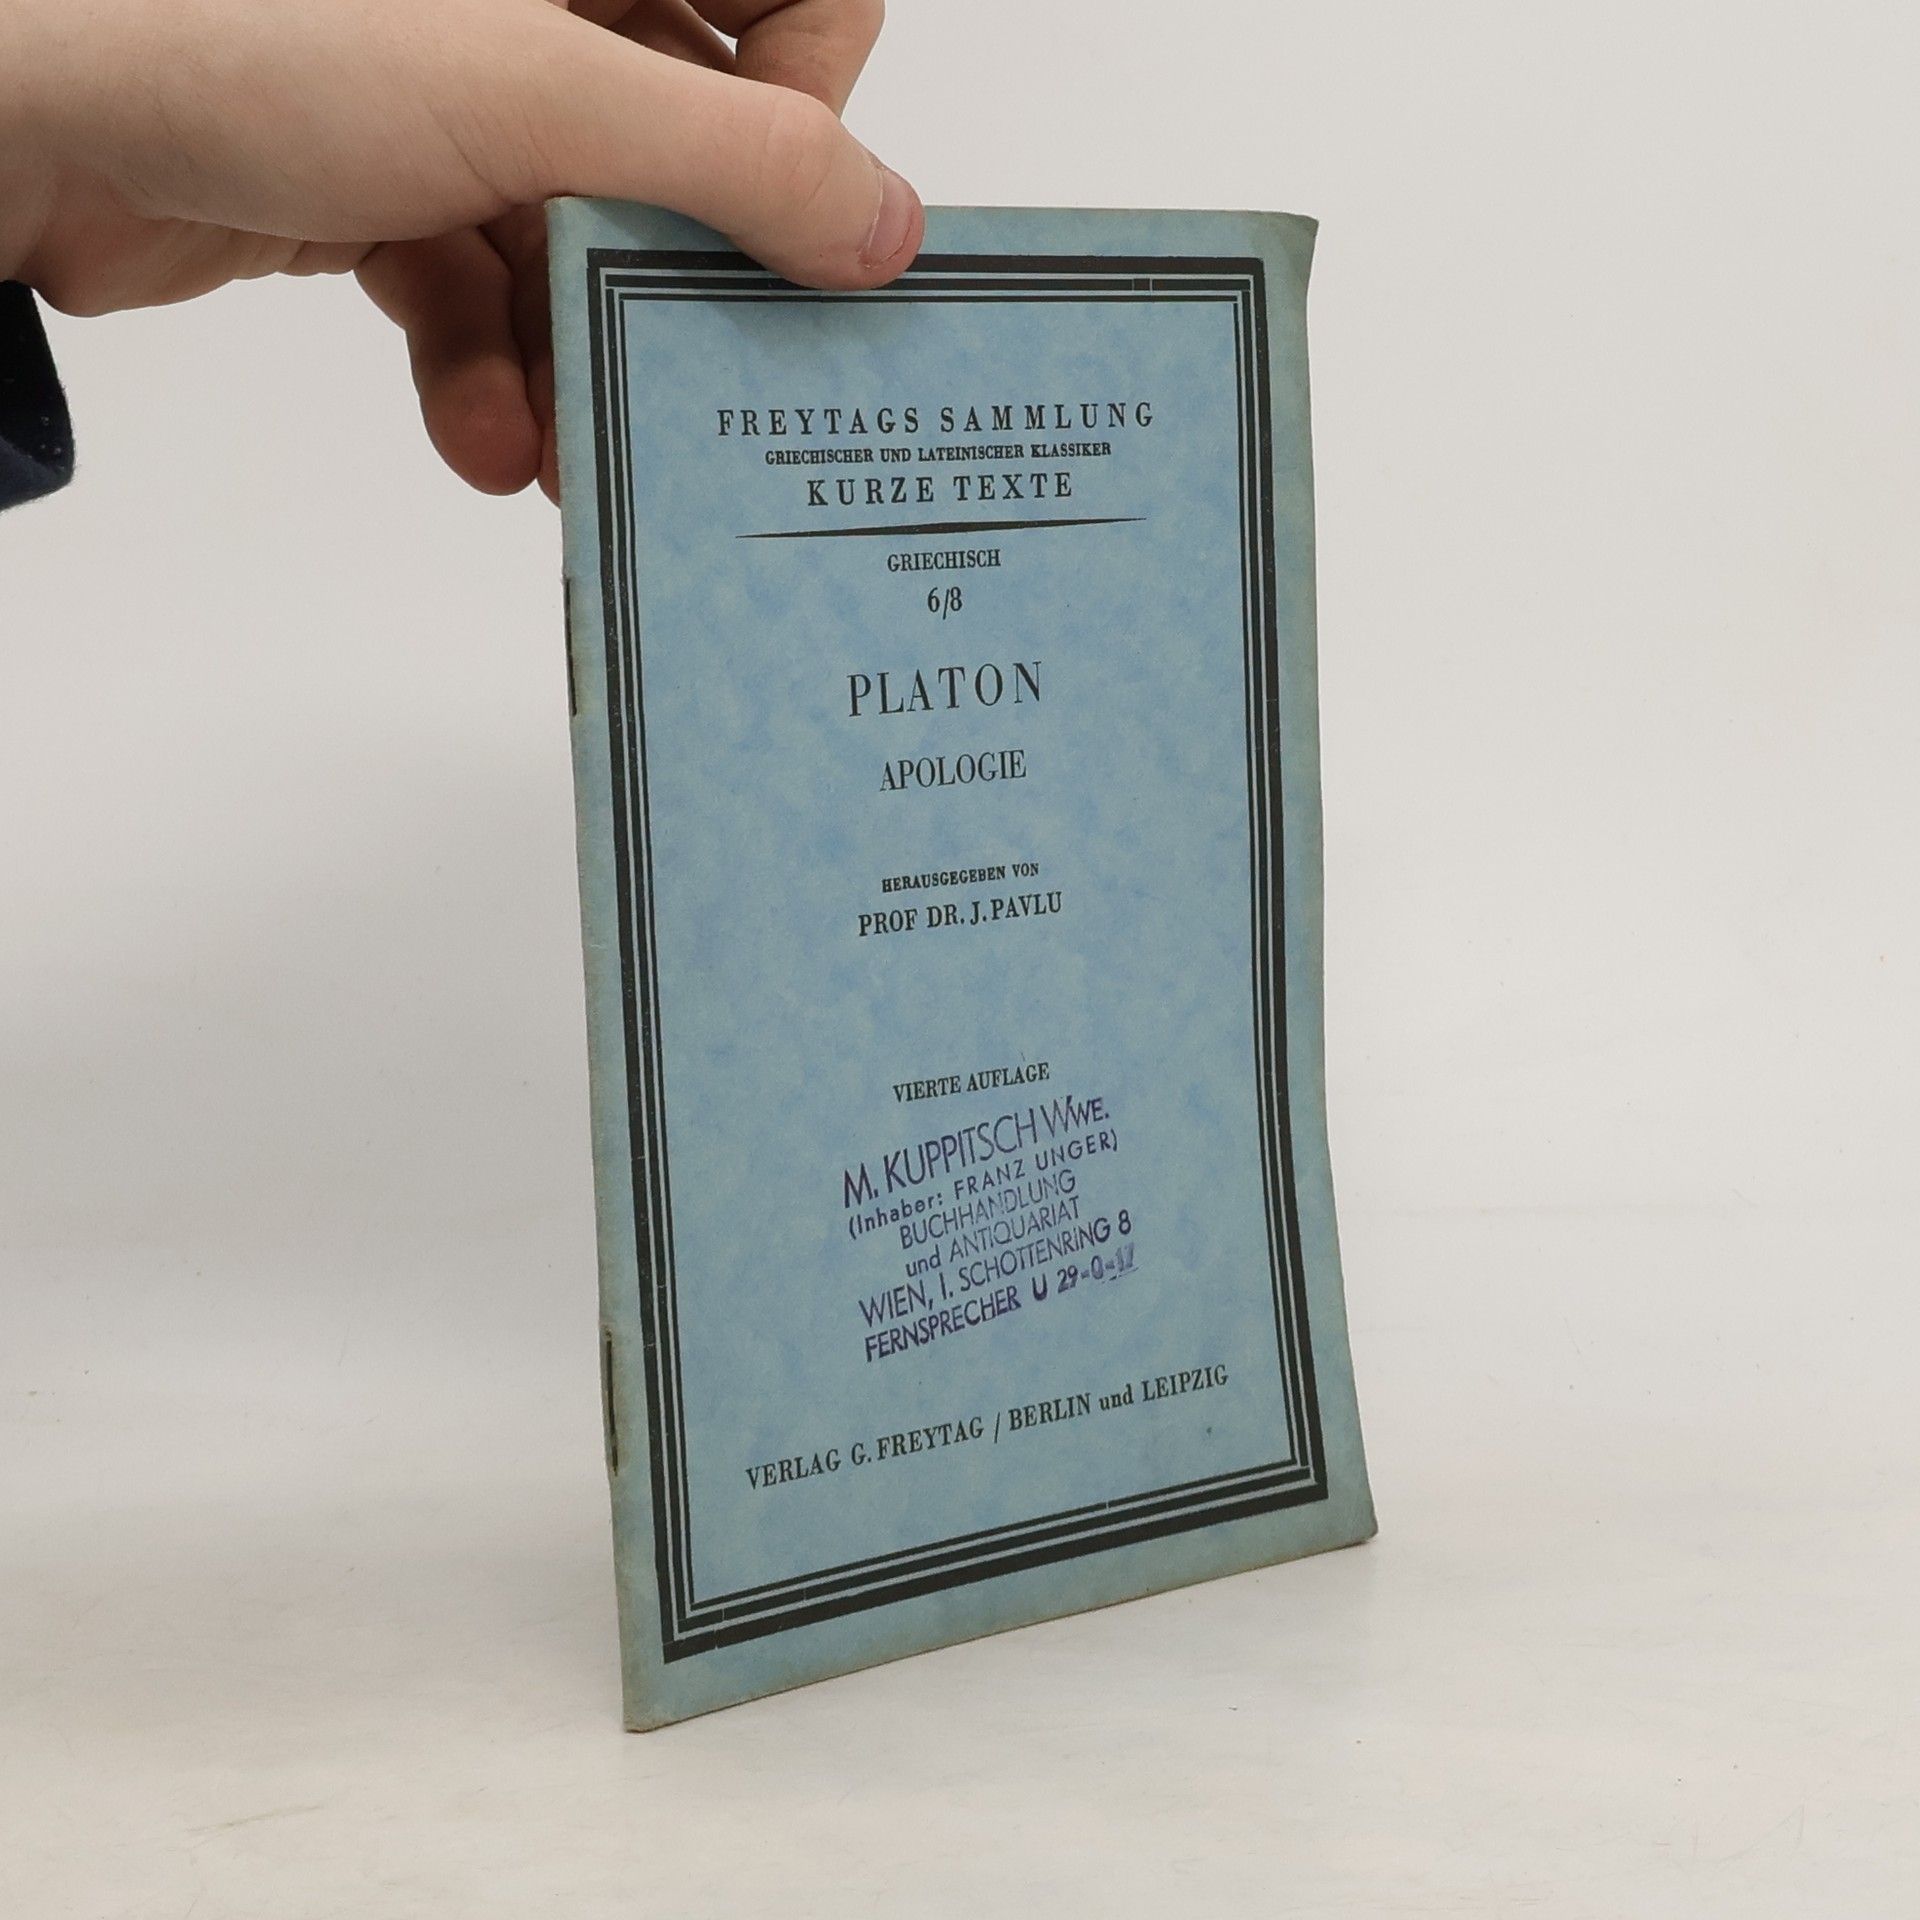 FREYTAGS SAMMLUNG
GRIECHISCHER UND LATEINISCHER KLASSIKER
KURZE TEXTE
GRIECHISCH
6/8
PLATON
APOLOGIE
HERAUSGEGEBEN VON
PROF DR. J. PAVLU
VIERTE AUFLAGE
M. KUPPITSCH WWE.
(Inhaber: FRANZ UNGER)
BUCHHANDLUNG
und ANTIQUARIAT
WIEN, I. SCHOTTENRING 8
FERNSPRECHER U 29-0-17
VERLAG G. FREYTAG / BERLIN und LEIPZIG